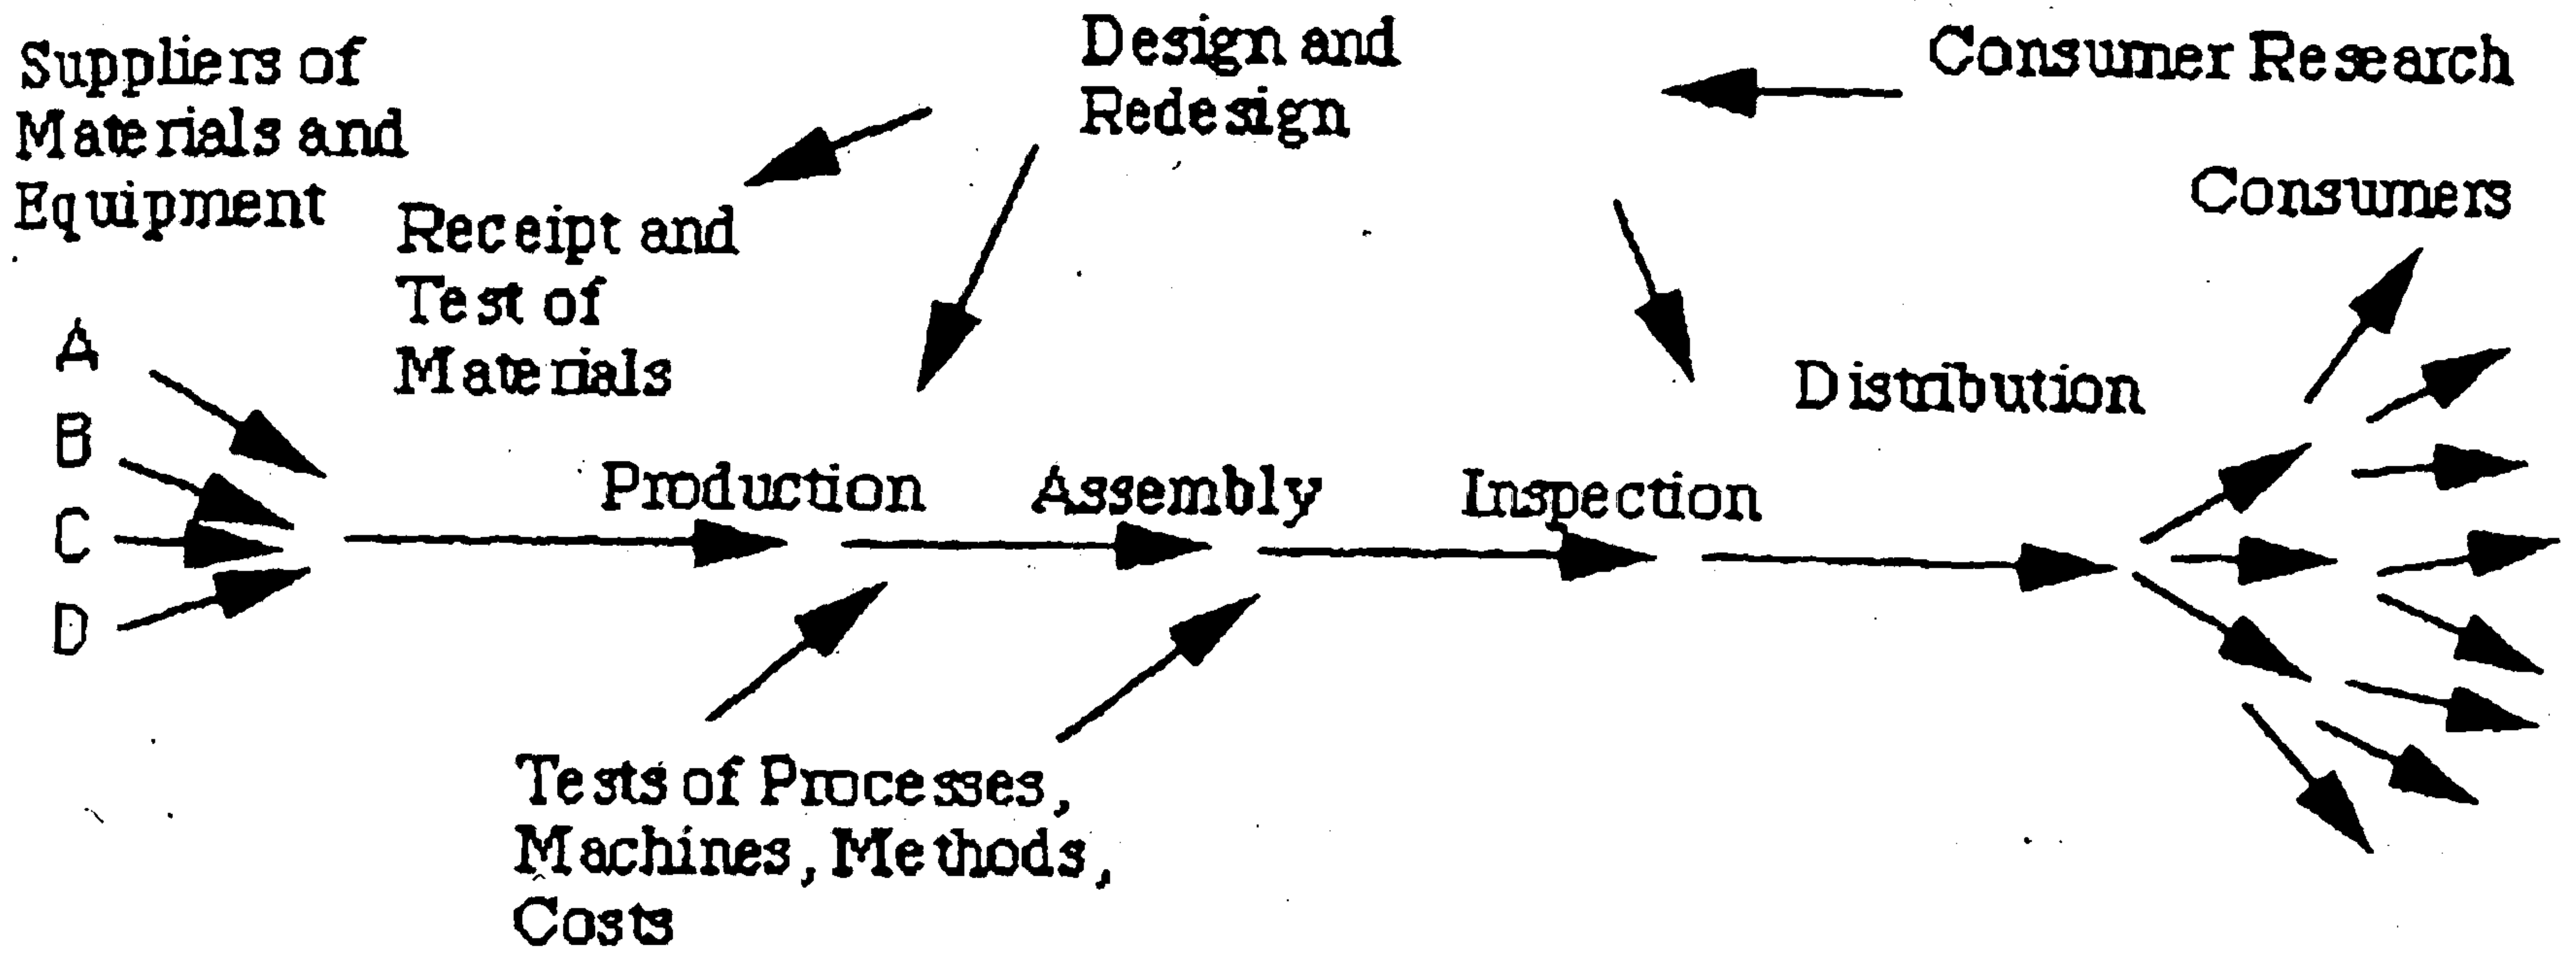 Suppliers of
Materials and
Equipment
Design and
Redesign
Consumer Research
Consumers
Receipt and
Test of
Materials
A
B
C
D
Distribution
Production
Assembly
Inspection
Tests of Processes,
Machines, Methods,
Costs